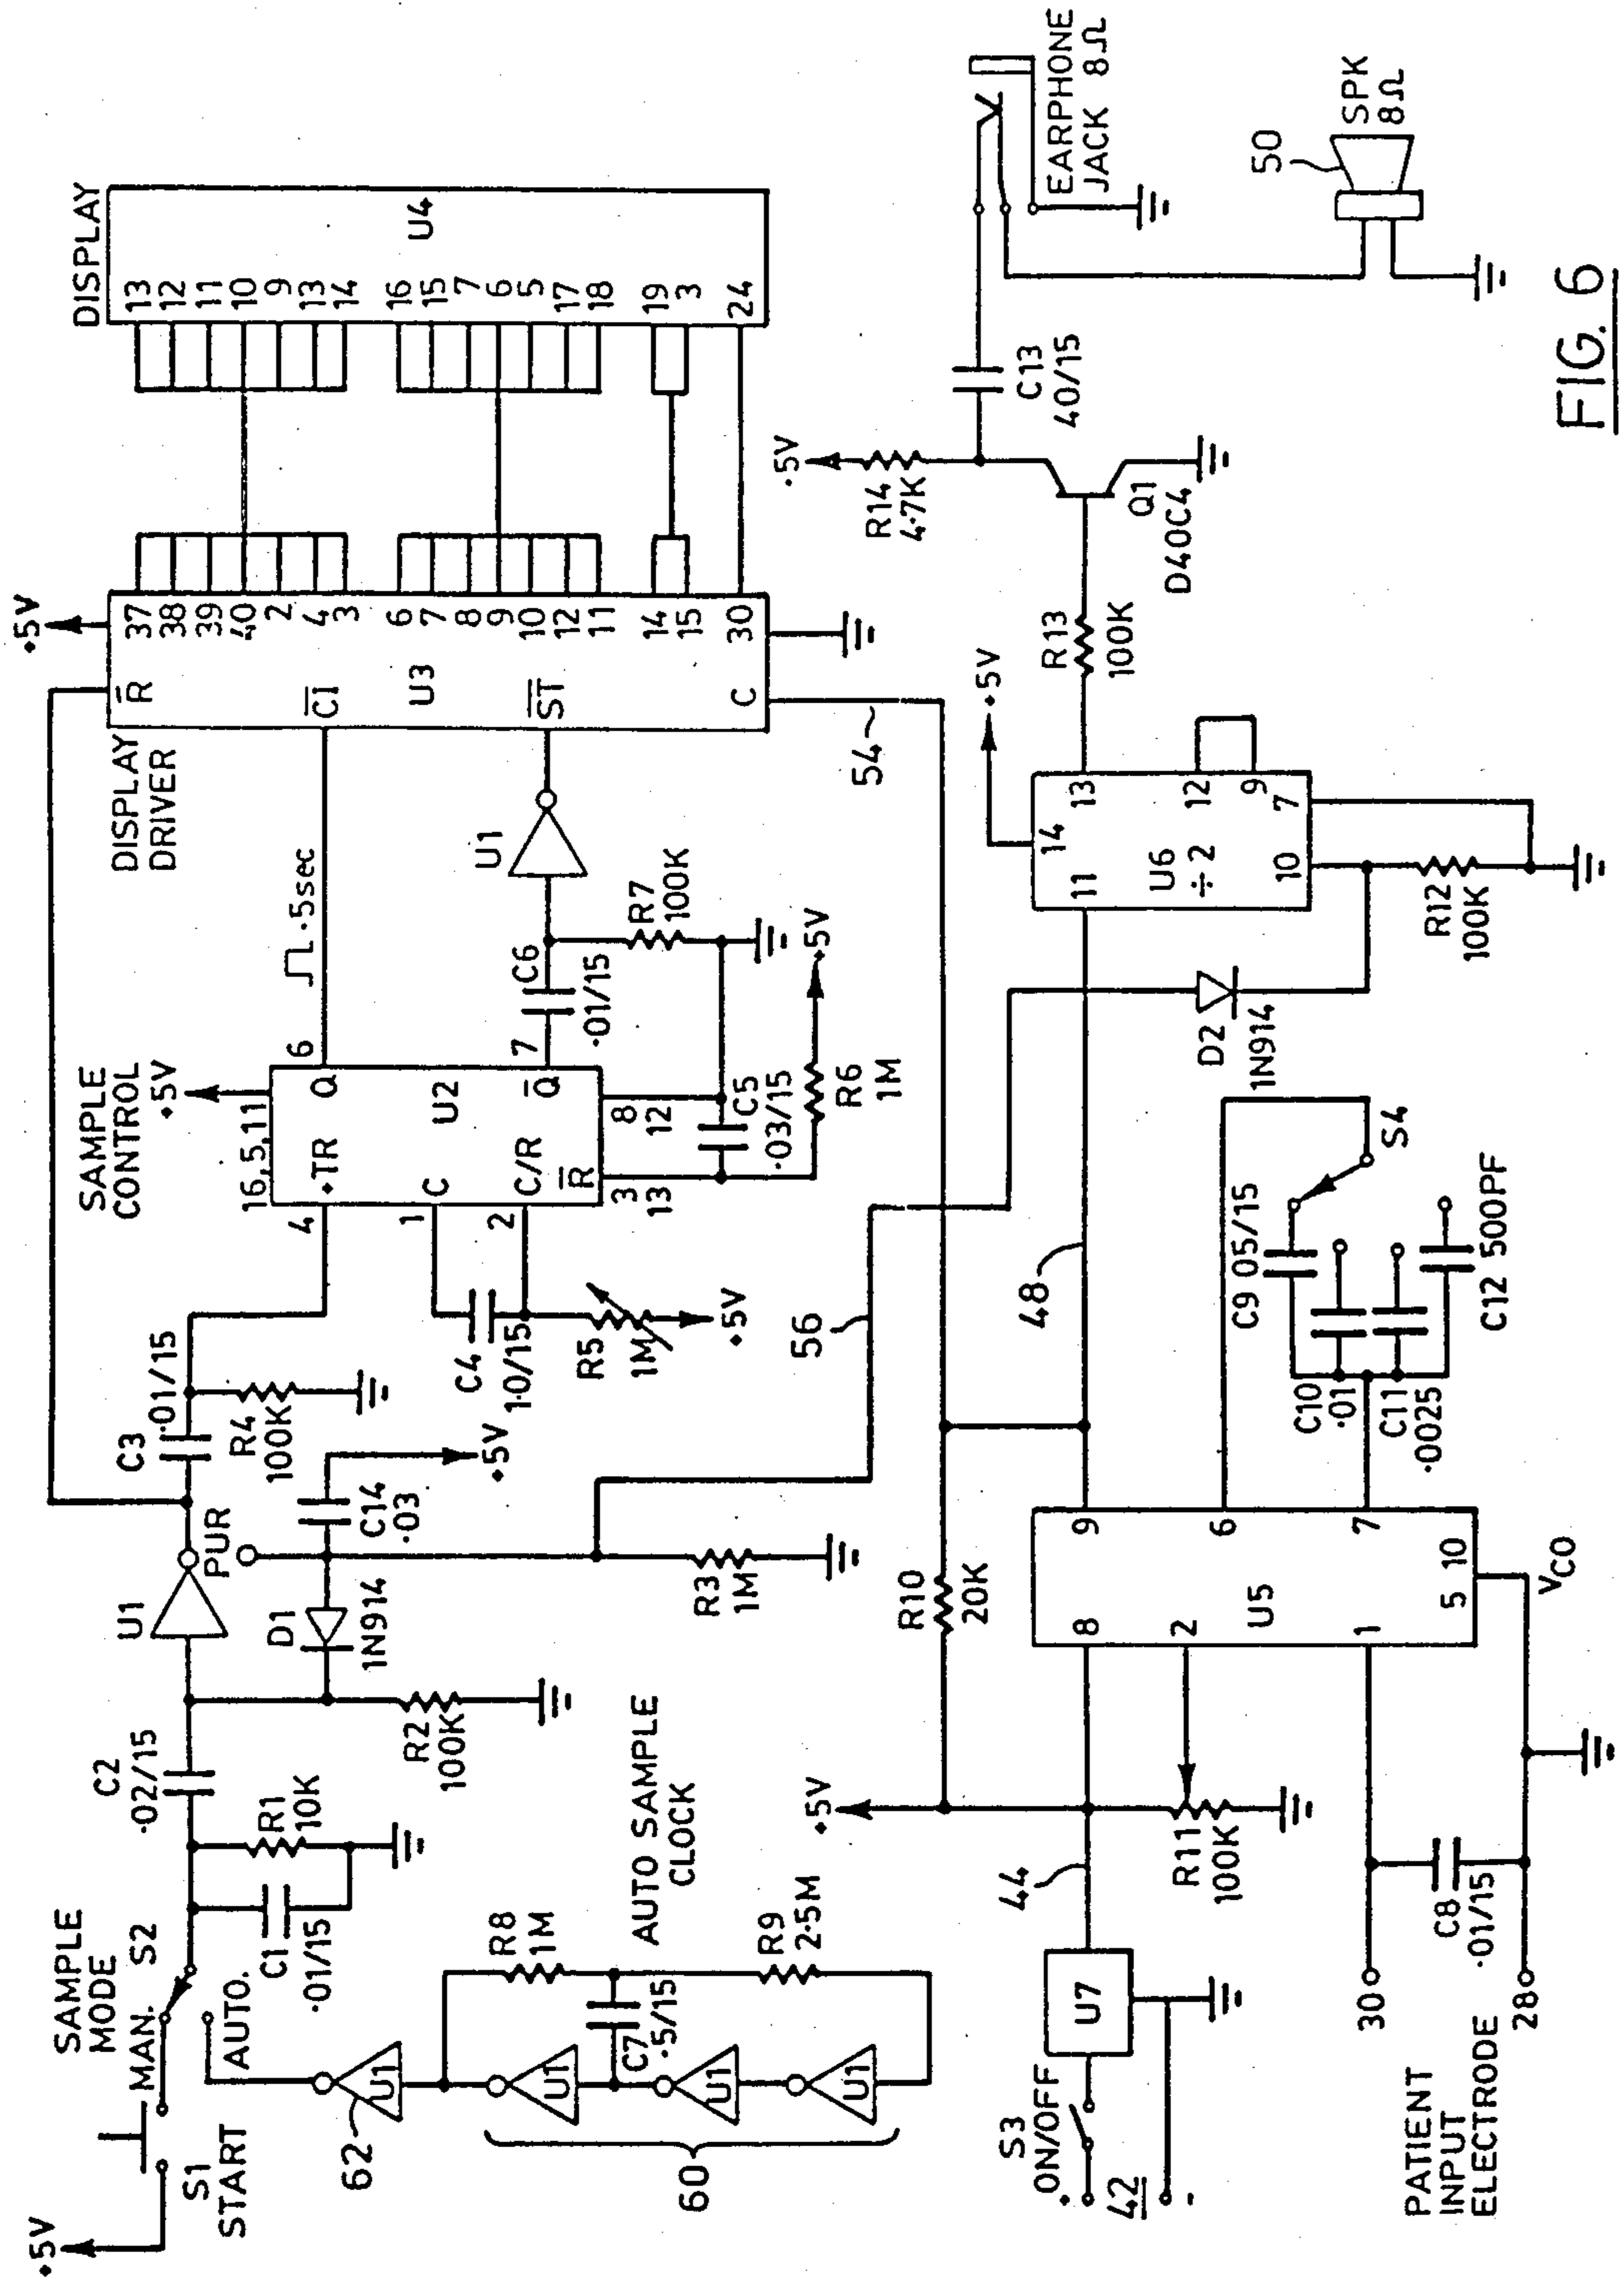 +5V
S1
START
SAMPLE
MODE
MAN.
S2
AUTO.
C1
.01/15
R1
10K
C2
.02/15
U1
PUR
R2
100K
D1
1N914
C14
.03
+5V
R3
1M
C3
.01/15
R4
100K
SAMPLE
CONTROL
+5V
16,5,11
4
+TR
Q
6
U2
1
C
2
C/R
Q
7
R
3
13
8
12
C4
1.0/15
R5
1M
+5V
C5
.03/15
R6
1M
+5V
C6
.01/15
R7
100K
U1
.5sec
DISPLAY
DRIVER
+5V
R
CI
U3
ST
C
37
38
39
40
2
4
3
6
7
8
9
10
12
11
14
15
30
DISPLAY
U4
13
12
11
10
9
13
14
16
15
7
6
5
17
18
19
3
24
62
U1
U1
U1
U1
60
C7
.5/15
R8
1M
R9
2.5M
AUTO SAMPLE
CLOCK
54
56
S3
ON/OFF
+
42
-
U7
44
+5V
R10
20K
R11
100K
8
2
1
5
10
9
6
7
U5
VCO
PATIENT
INPUT
ELECTRODE
30
28
C8
.01/15
48
C9 05/15
C10
.01
C11
.0025
C12 500PF
S4
D2
1N914
+5V
14
11
13
U6
÷2
12
9
10
7
R12
100K
R13
100K
.5V
R14
4.7K
Q1
D40C4
C13
40/15
EARPHONE
JACK 8Ω
50
SPK
8Ω
FIG. 6